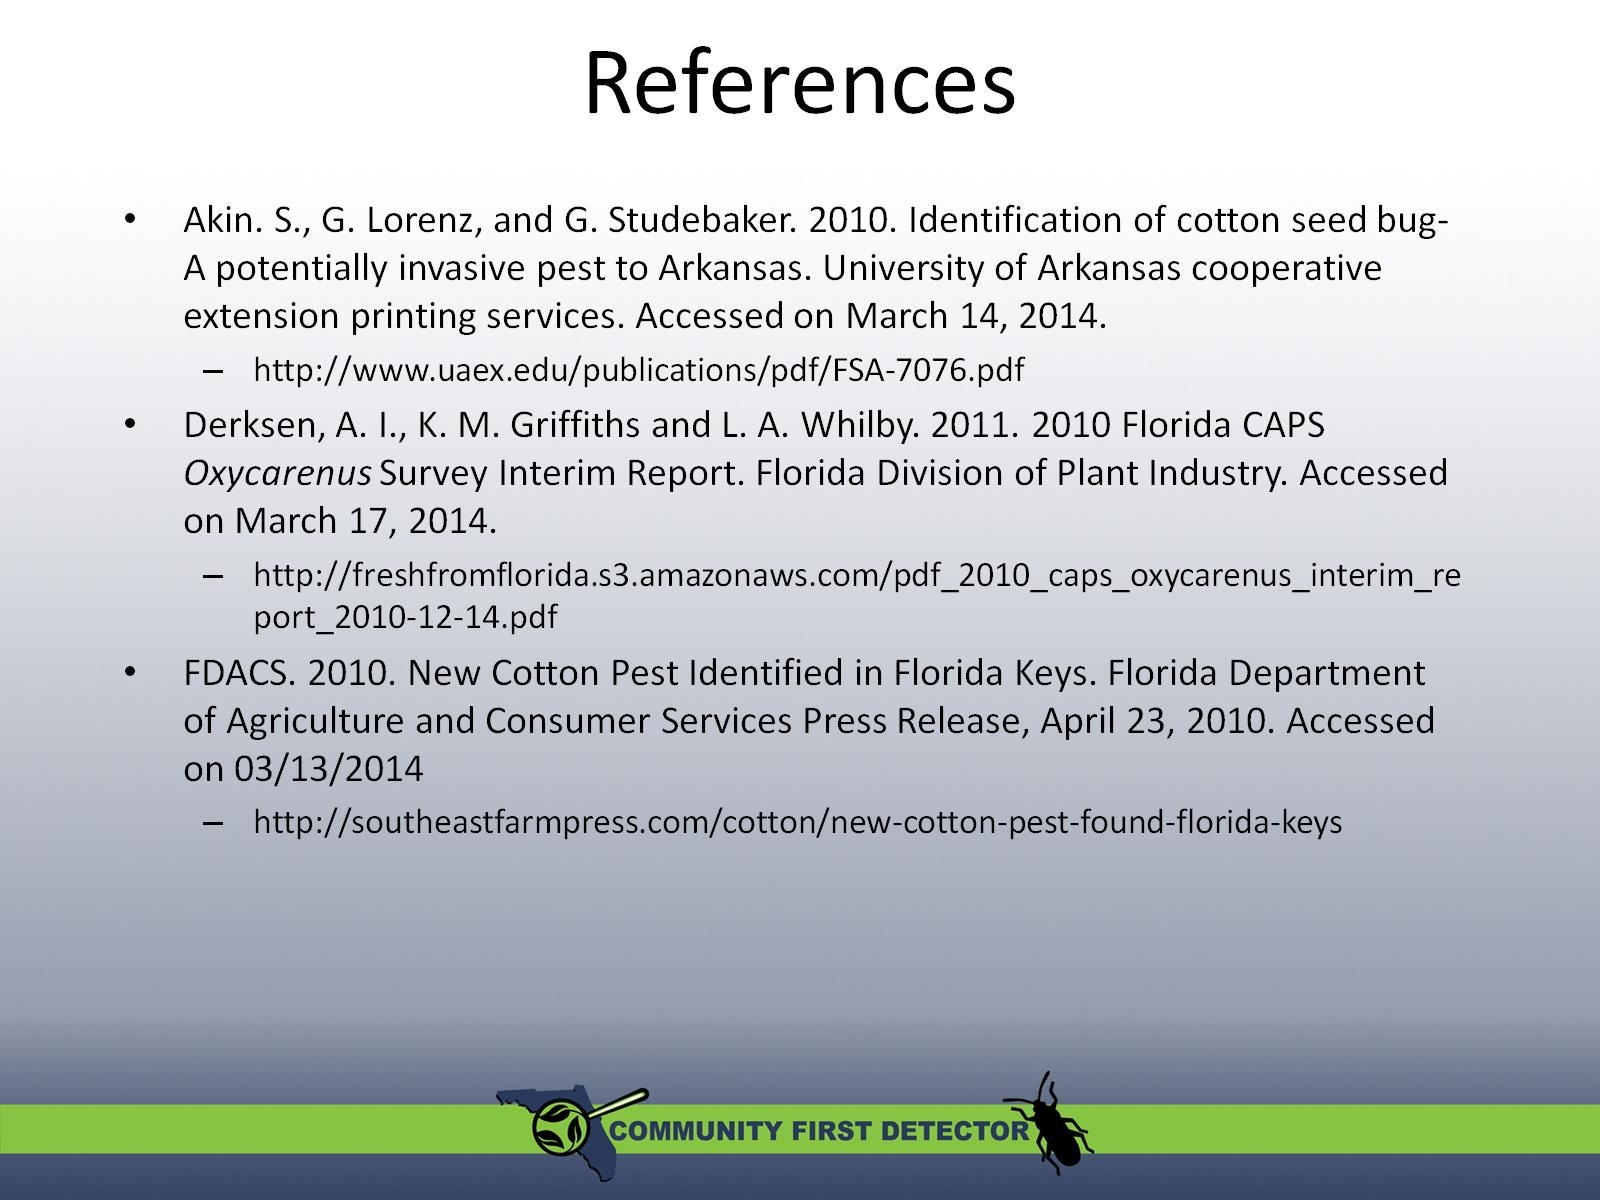 References
• Akin. S., G. Lorenz, and G. Studebaker. 2010. Identification of cotton seed bug-
A potentially invasive pest to Arkansas. University of Arkansas cooperative
extension printing services. Accessed on March 14, 2014.
– http://www.uaex.edu/publications/pdf/FSA-7076.pdf
• Derksen, A. I., K. M. Griffiths and L. A. Whilby. 2011. 2010 Florida CAPS
Oxycarenus Survey Interim Report. Florida Division of Plant Industry. Accessed
on March 17, 2014.
– http://freshfromflorida.s3.amazonaws.com/pdf_2010_caps_oxycarenus_interim_re
port_2010-12-14.pdf
• FDACS. 2010. New Cotton Pest Identified in Florida Keys. Florida Department
of Agriculture and Consumer Services Press Release, April 23, 2010. Accessed
on 03/13/2014
– http://southeastfarmpress.com/cotton/new-cotton-pest-found-florida-keys
COMMUNITY FIRST DETECTOR